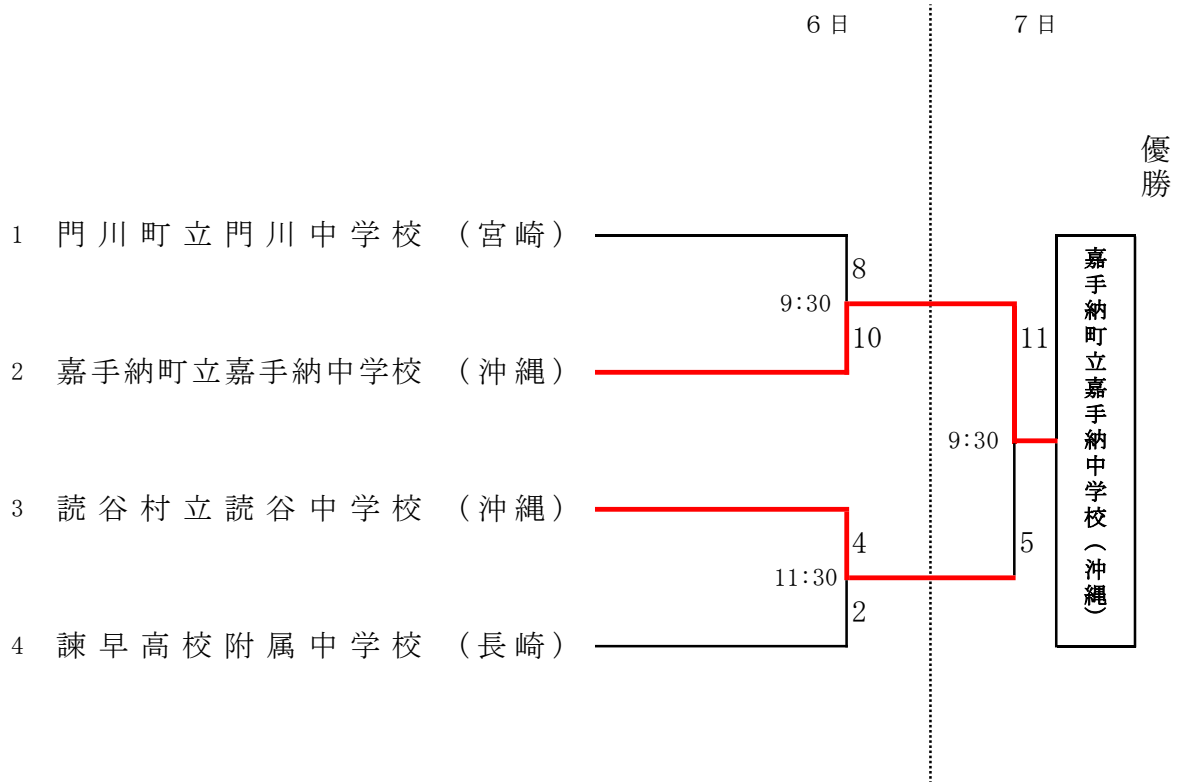 6日 7日
優勝
1 門川町立門川中学校 (宮崎)
8
9:30
10
2 嘉手納町立嘉手納中学校 (沖縄)
11
9:30
嘉手納町立嘉手納中学校(沖縄)
3 読谷村立読谷中学校 (沖縄)
4
5
11:30
2
4 諫早高校附属中学校 (長崎)